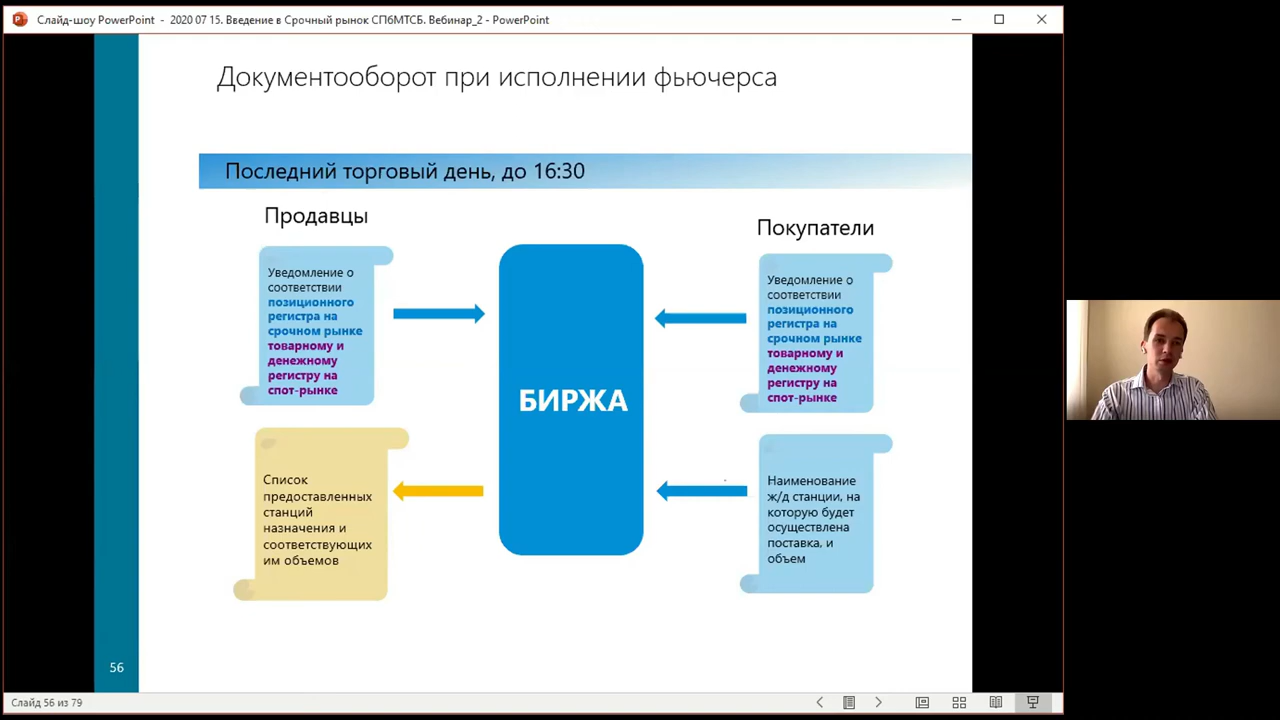 Слайд-шоу PowerPoint - 2020 07 15. Введение в Срочный рынок СПбМТСБ. Вебинар_2 - PowerPoint
Документооборот при исполнении фьючерса
Последний торговый день, до 16:30
Продавцы
Уведомление о
соответствии
позиционного
регистра на
срочном рынке
товарному и
денежному
регистру на
спот-рынке
Список
предоставленных
станций
назначения и
соответствующих
им объемов
БИРЖА
Покупатели
Уведомление о
соответствии
позиционного
регистра на
срочном рынке
товарному и
денежному
регистру на
спот-рынке
Наименование
ж/д станции, на
которую будет
осуществлена
поставка, и
объем
56
Слайд 56 из 79